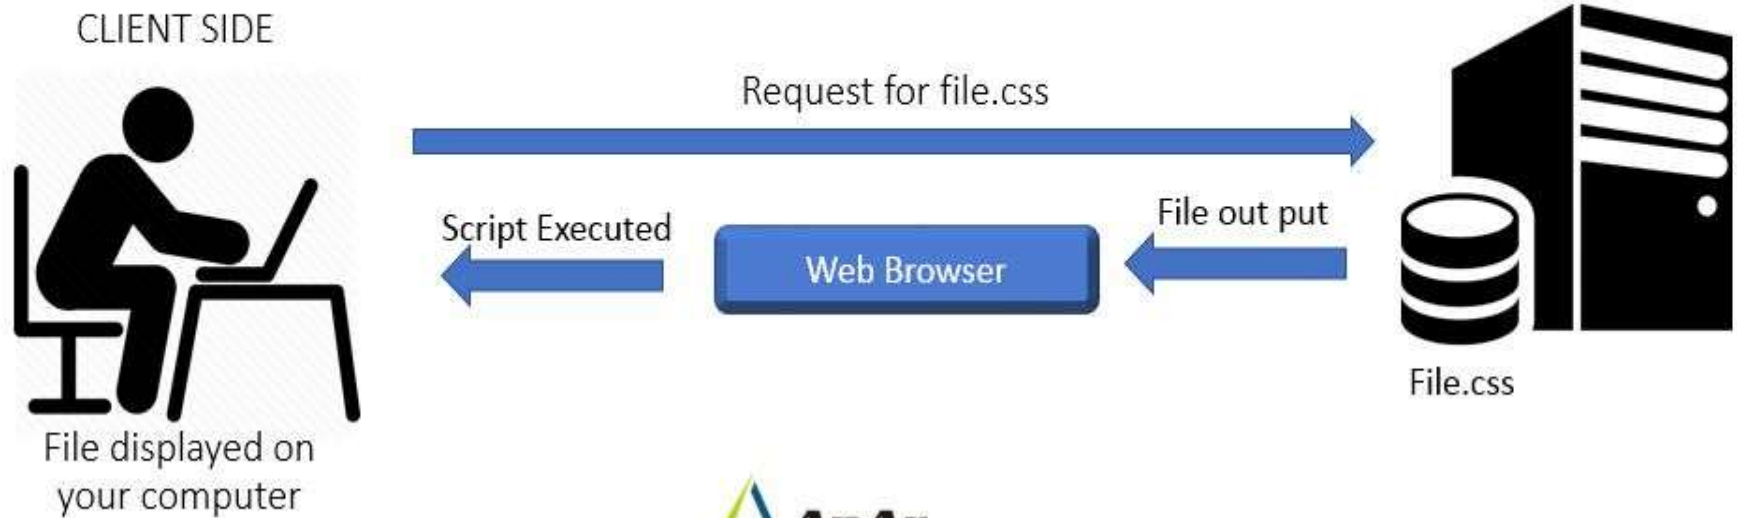 CLIENT SIDE
Request for file.css
Script Executed
File out put
Web Browser
File.css
File displayed on
your computer